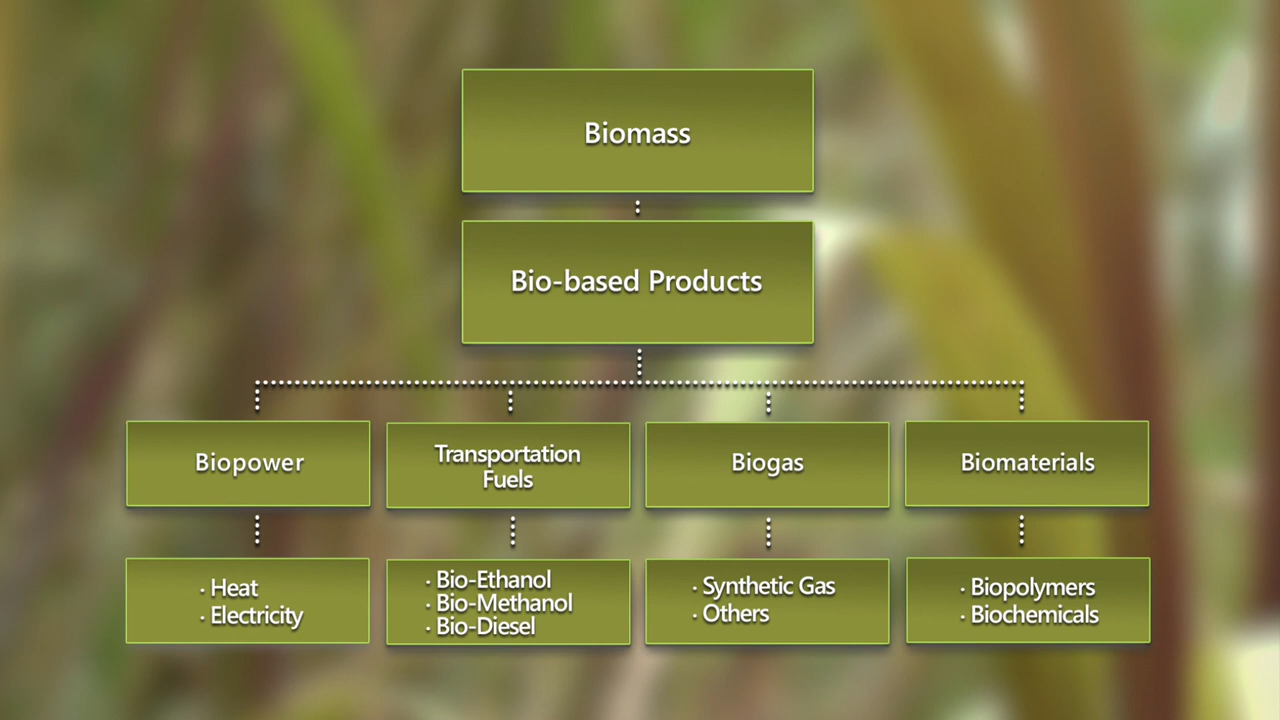 Biomass
Bio-based Products
Biopower
Transportation
Fuels
Biogas
Biomaterials
· Heat
· Electricity
· Bio-Ethanol
· Bio-Methanol
· Bio-Diesel
· Synthetic Gas
· Others
· Biopolymers
· Biochemicals